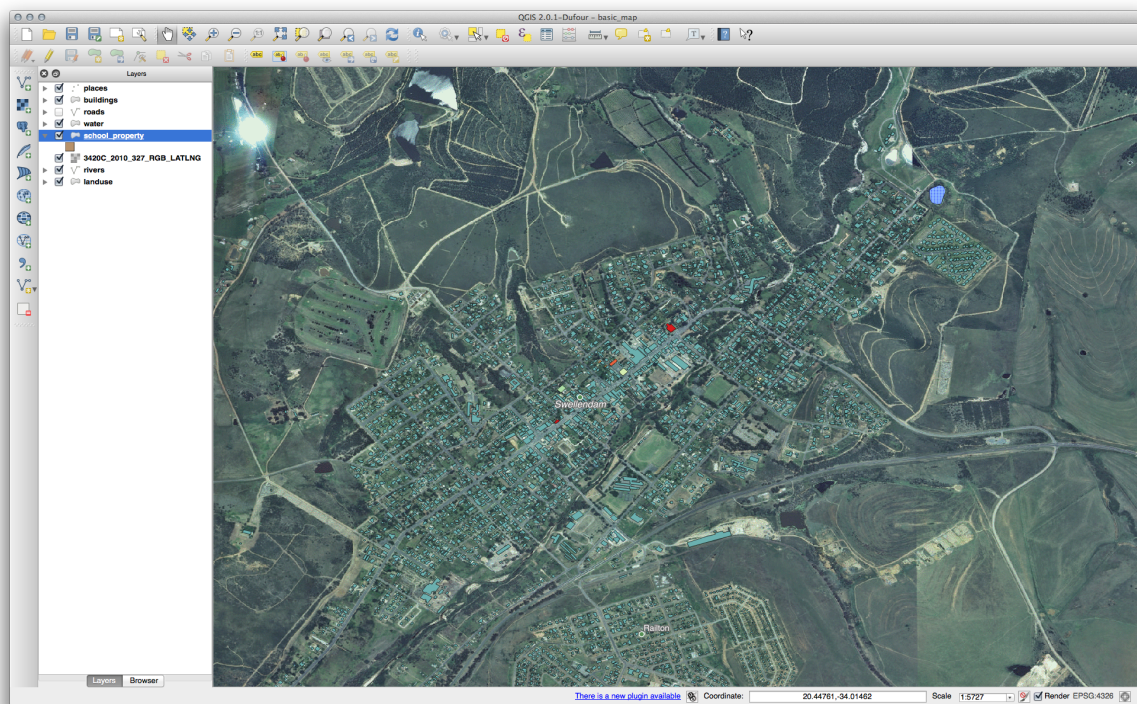 QGIS 2.0.1-Dufour - basic_map
Layers
places
buildings
roads
water
school_property
3420C_2010_327_RGB_LATLNG
rivers
landuse
Swellendam
Railton
Layers Browser
There is a new plugin available Coordinate: 20.44761,-34.01462 Scale 1:5727 Render EPSG:4326